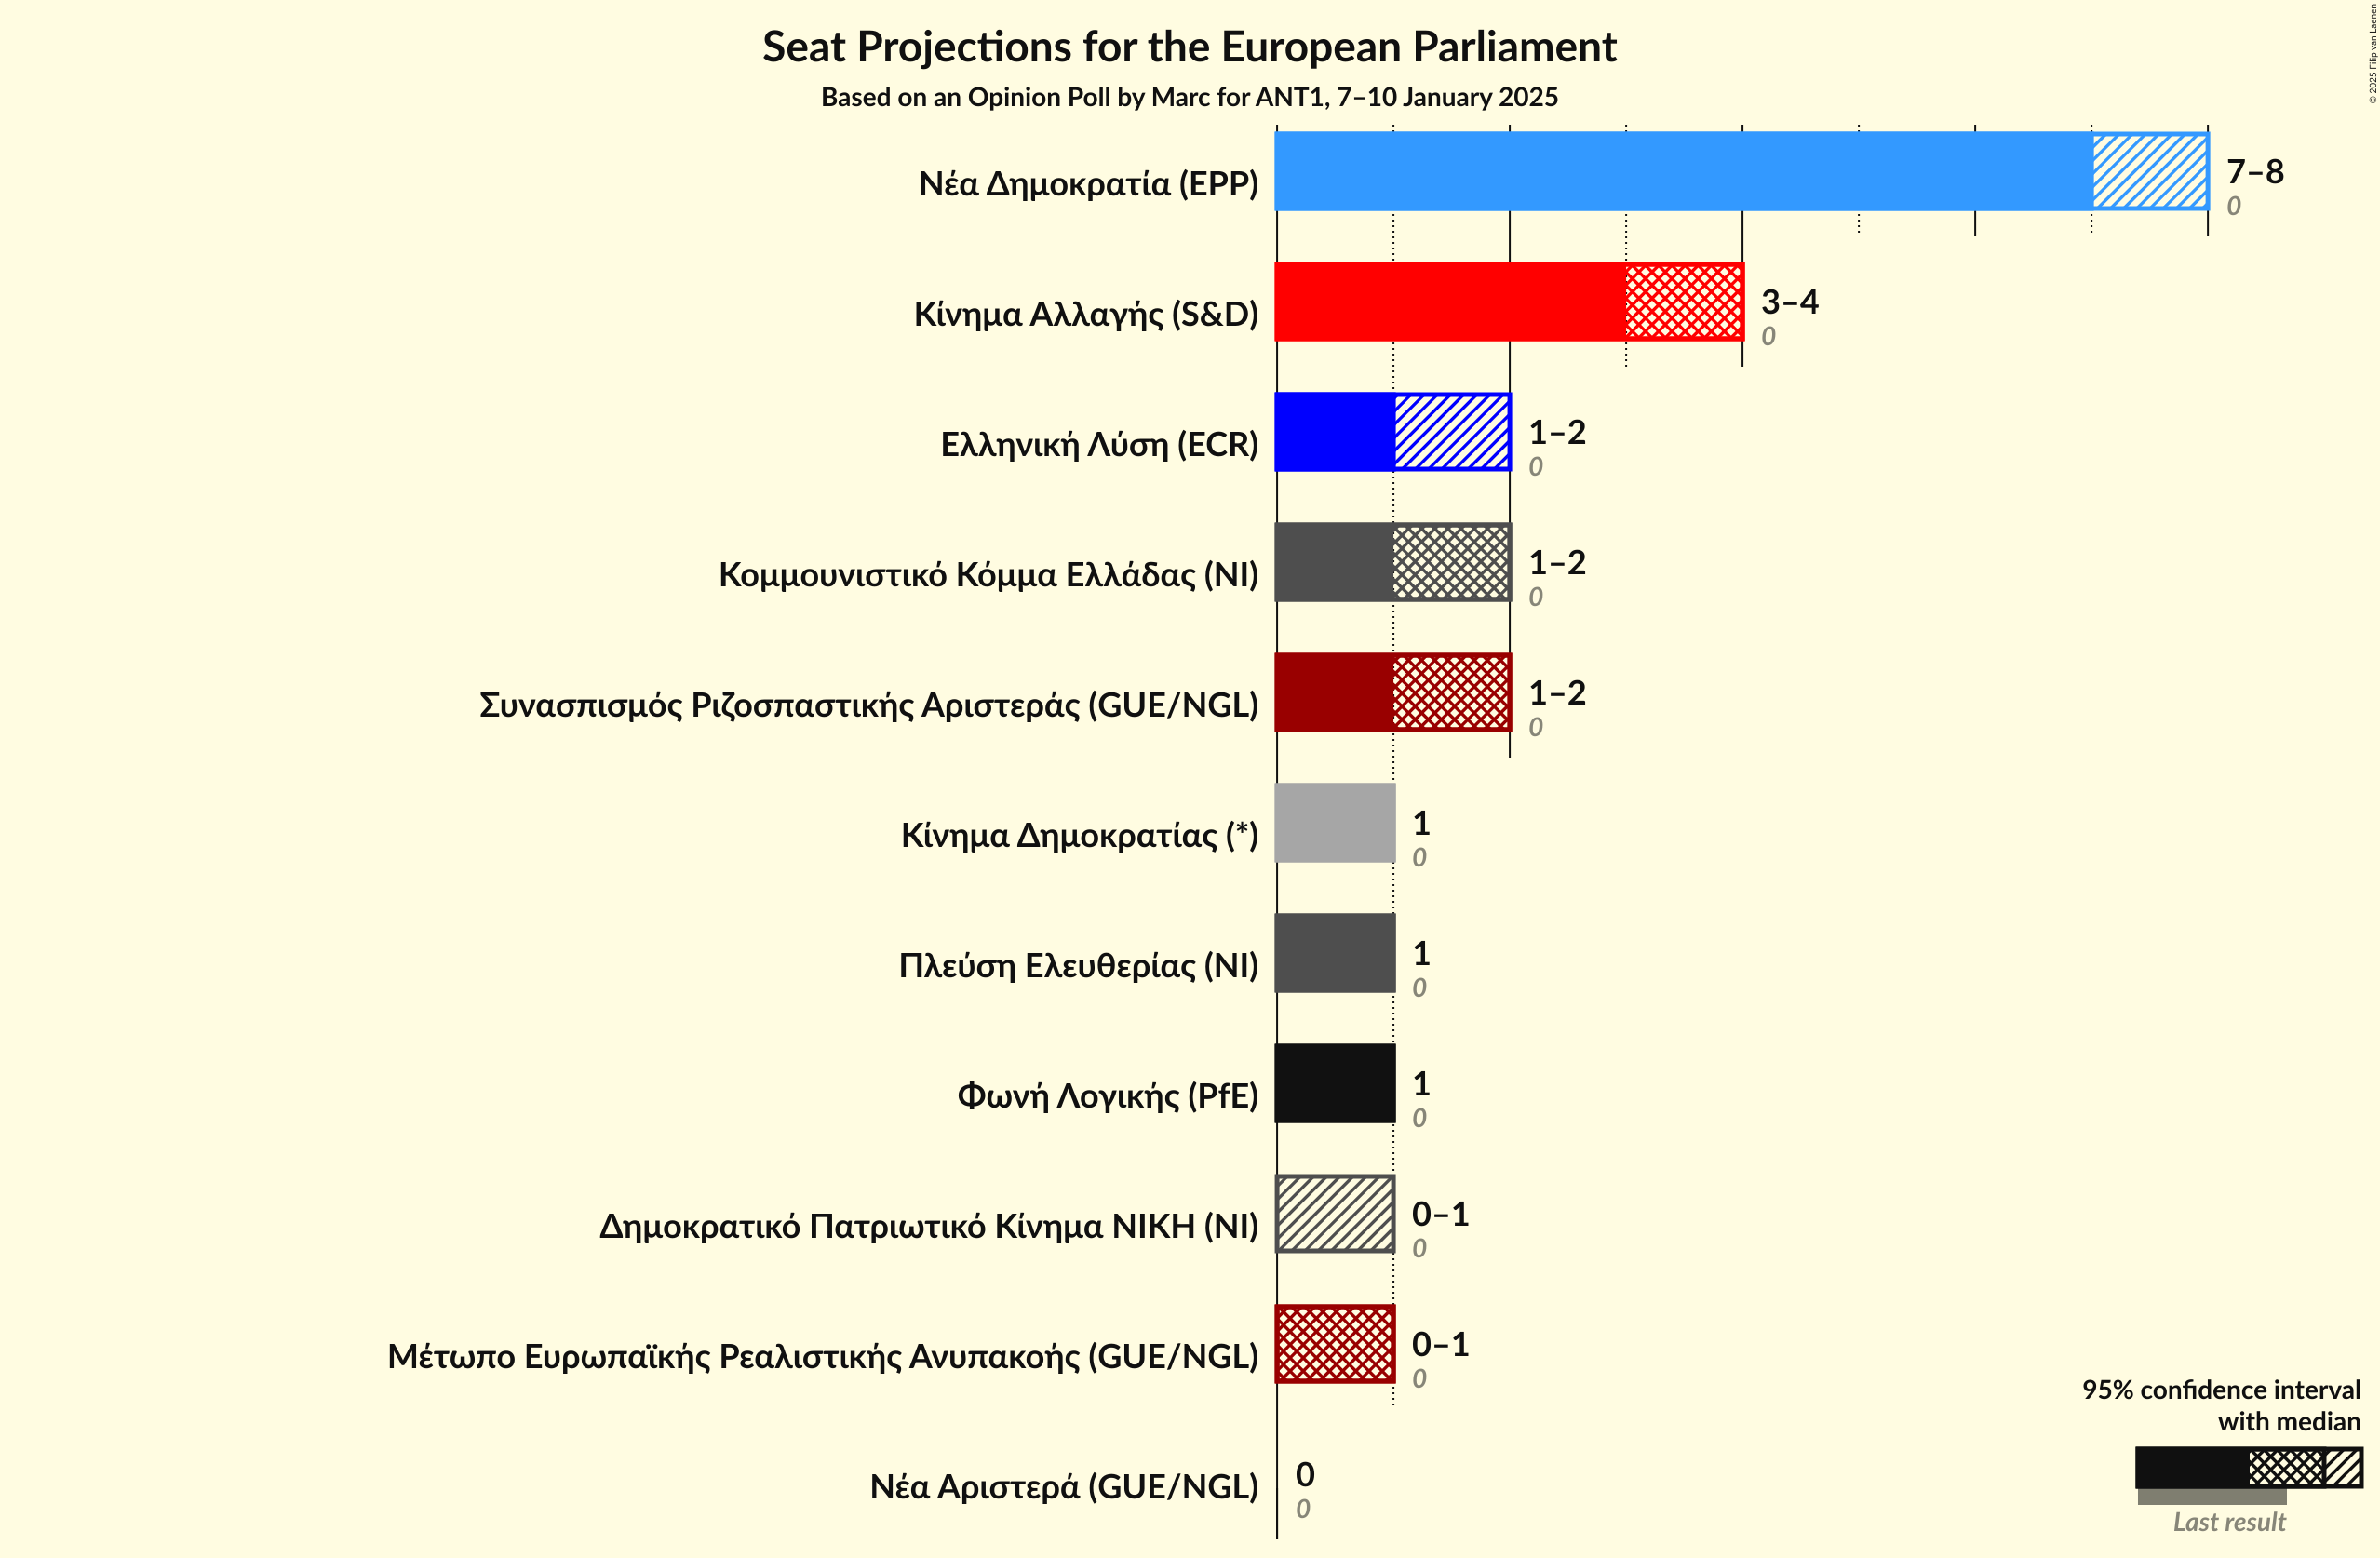 Seat Projections for the European Parliament
Based on an Opinion Poll by Marc for ANT1, 7–10 January 2025
© 2025 Filip van Laenen
Νέα Δημοκρατία (EPP)
7–8
0
Κίνημα Αλλαγής (S&D)
3–4
0
Ελληνική Λύση (ECR)
1–2
0
Κομμουνιστικό Κόμμα Ελλάδας (NI)
1–2
0
Συνασπισμός Ριζοσπαστικής Αριστεράς (GUE/NGL)
1–2
0
Κίνημα Δημοκρατίας (*)
1
0
Πλεύση Ελευθερίας (NI)
1
0
Φωνή Λογικής (PfE)
1
0
Δημοκρατικό Πατριωτικό Κίνημα ΝΙΚΗ (NI)
0–1
0
Μέτωπο Ευρωπαϊκής Ρεαλιστικής Ανυπακοής (GUE/NGL)
0–1
0
Νέα Αριστερά (GUE/NGL)
0
0
95% confidence interval
with median
Last result